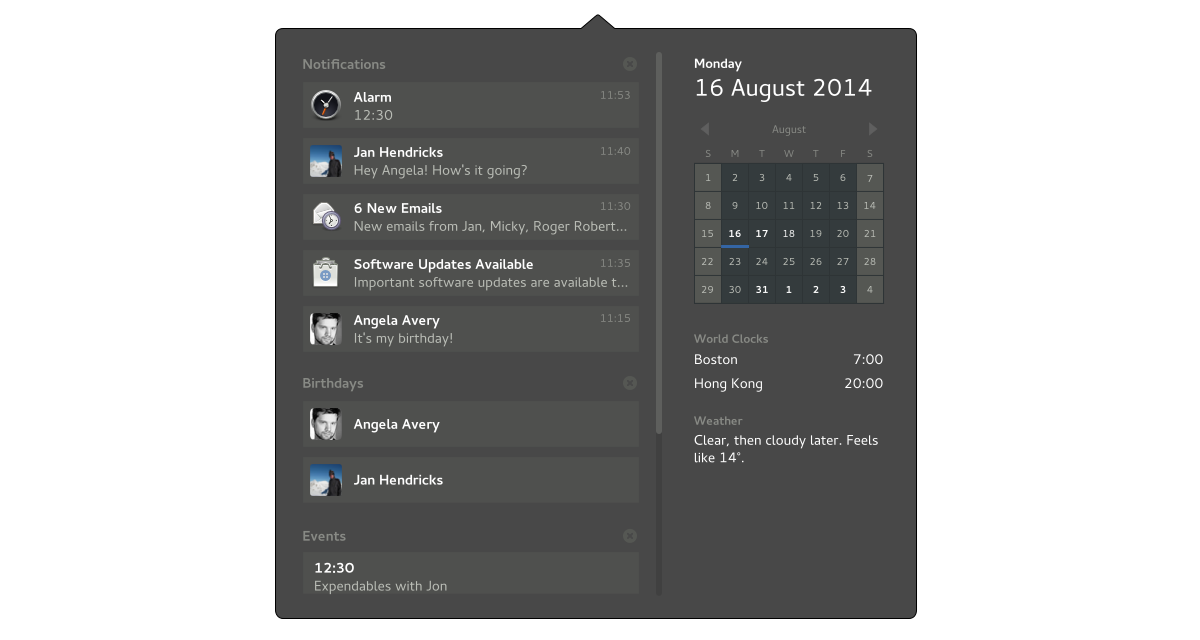 Notifications
Alarm 11:53
12:30
Jan Hendricks 11:40
Hey Angela! How's it going?
6 New Emails 11:30
New emails from Jan, Micky, Roger Robert...
Software Updates Available 11:35
Important software updates are available t...
Angela Avery 11:15
It's my birthday!
Birthdays
Angela Avery
Jan Hendricks
Events
12:30
Expendables with Jon
Monday
16 August 2014
August
S M T W T F S
1 2 3 4 5 6 7
8 9 10 11 12 13 14
15 16 17 18 19 20 21
22 23 24 25 26 27 28
29 30 31 1 2 3 4
World Clocks
Boston 7:00
Hong Kong 20:00
Weather
Clear, then cloudy later. Feels
like 14°.